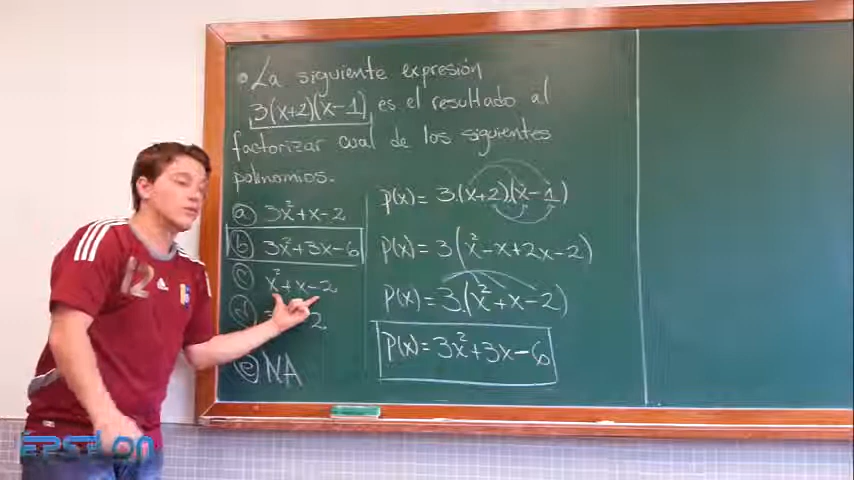 • La siguiente expresión
3(x+2)(x-1) es el resultado al
factorizar cual de los siguientes
polinomios.
a) 3x²+x-2
b) 3x²+3x-6
c) x²+x-2
e) NA
p(x)= 3.(x+2)(x-1)
p(x)= 3(x²-x+2x-2)
p(x)= 3.(x²+x-2)
p(x)= 3x²+3x-6
EPSILON